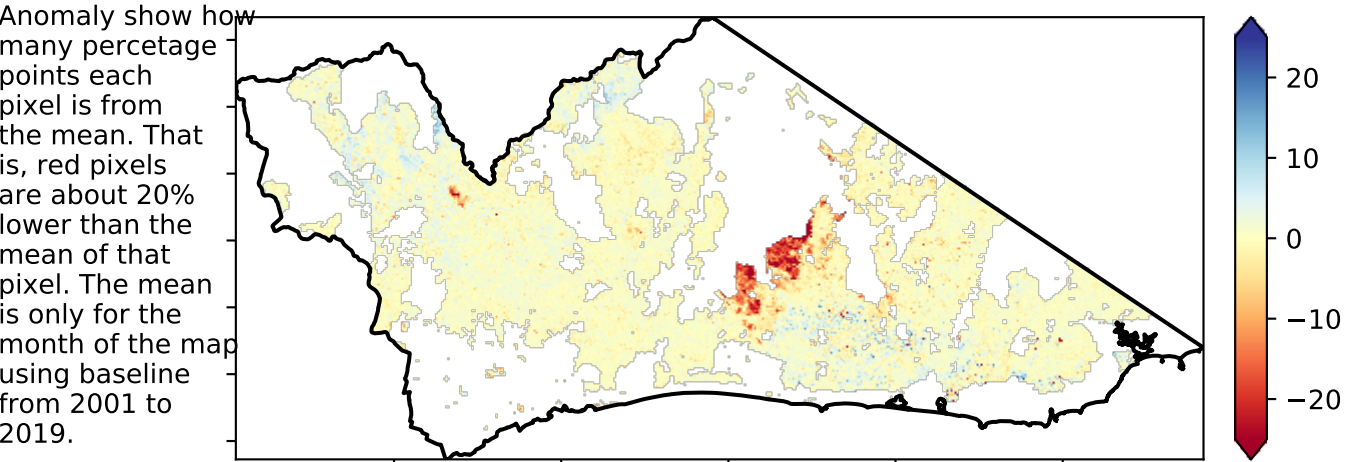 Anomaly show how
many percetage
points each
pixel is from
the mean. That
is, red pixels
are about 20%
lower than the
mean of that
pixel. The mean
is only for the
month of the map
using baseline
from 2001 to
2019.
20
10
0
−10
−20